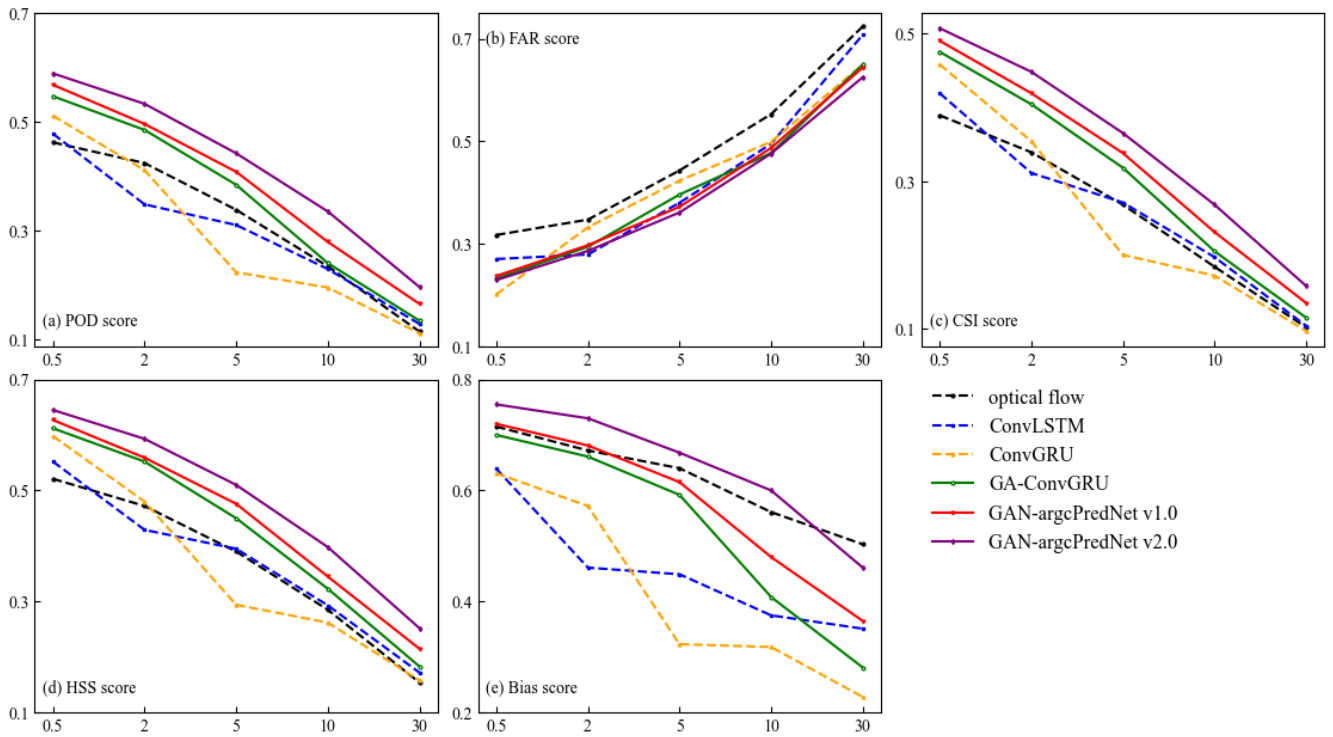 0.7
0.5
0.3
0.1
(a) POD score
0.5 2 5 10 30
0.7
0.5
0.3
0.1
(b) FAR score
0.5 2 5 10 30
0.5
0.3
0.1
(c) CSI score
0.5 2 5 10 30
0.7
0.5
0.3
0.1
(d) HSS score
0.5 2 5 10 30
0.8
0.6
0.4
0.2
(e) Bias score
0.5 2 5 10 30
optical flow
ConvLSTM
ConvGRU
GA-ConvGRU
GAN-argcPredNet v1.0
GAN-argcPredNet v2.0